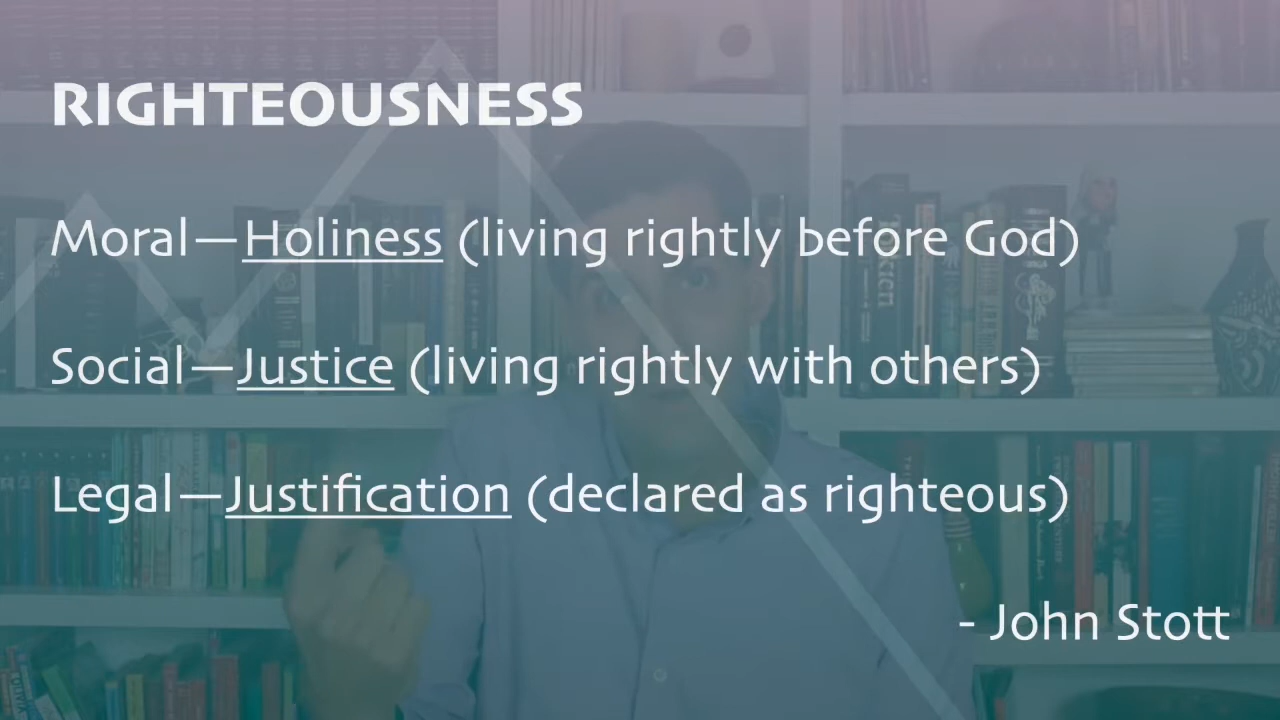 RIGHTEOUSNESS
Moral—Holiness (living rightly before God)
Social—Justice (living rightly with others)
Legal—Justification (declared as righteous)
- John Stott
TOLKIEN